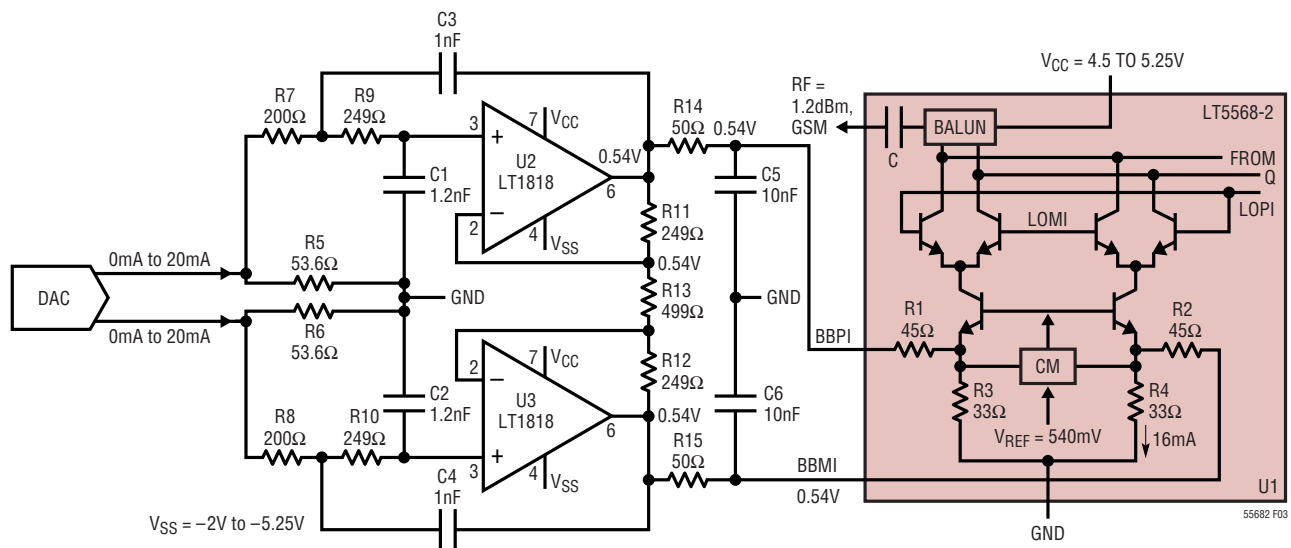 C3
1nF
R7
200Ω
R9
249Ω
3
+
7
VCC
U2
LT1818
0.54V
6
−
2
4
VSS
C1
1.2nF
R14
50Ω
0.54V
C5
10nF
R11
249Ω
0.54V
R13
499Ω
GND
R12
249Ω
C6
10nF
0.54V
R15
50Ω
DAC
0mA to 20mA
0mA to 20mA
R5
53.6Ω
GND
R6
53.6Ω
C2
1.2nF
R8
200Ω
R10
249Ω
2
−
7
VCC
U3
LT1818
6
+
3
4
VSS
C4
1nF
VSS = −2V to −5.25V
BBPI
BBMI
0.54V
VCC = 4.5 TO 5.25V
RF =
1.2dBm,
GSM
C
BALUN
LT5568-2
FROM
Q
LOPI
LOMI
R1
45Ω
R2
45Ω
CM
R3
33Ω
R4
33Ω
VREF = 540mV
16mA
U1
GND
55682 F03